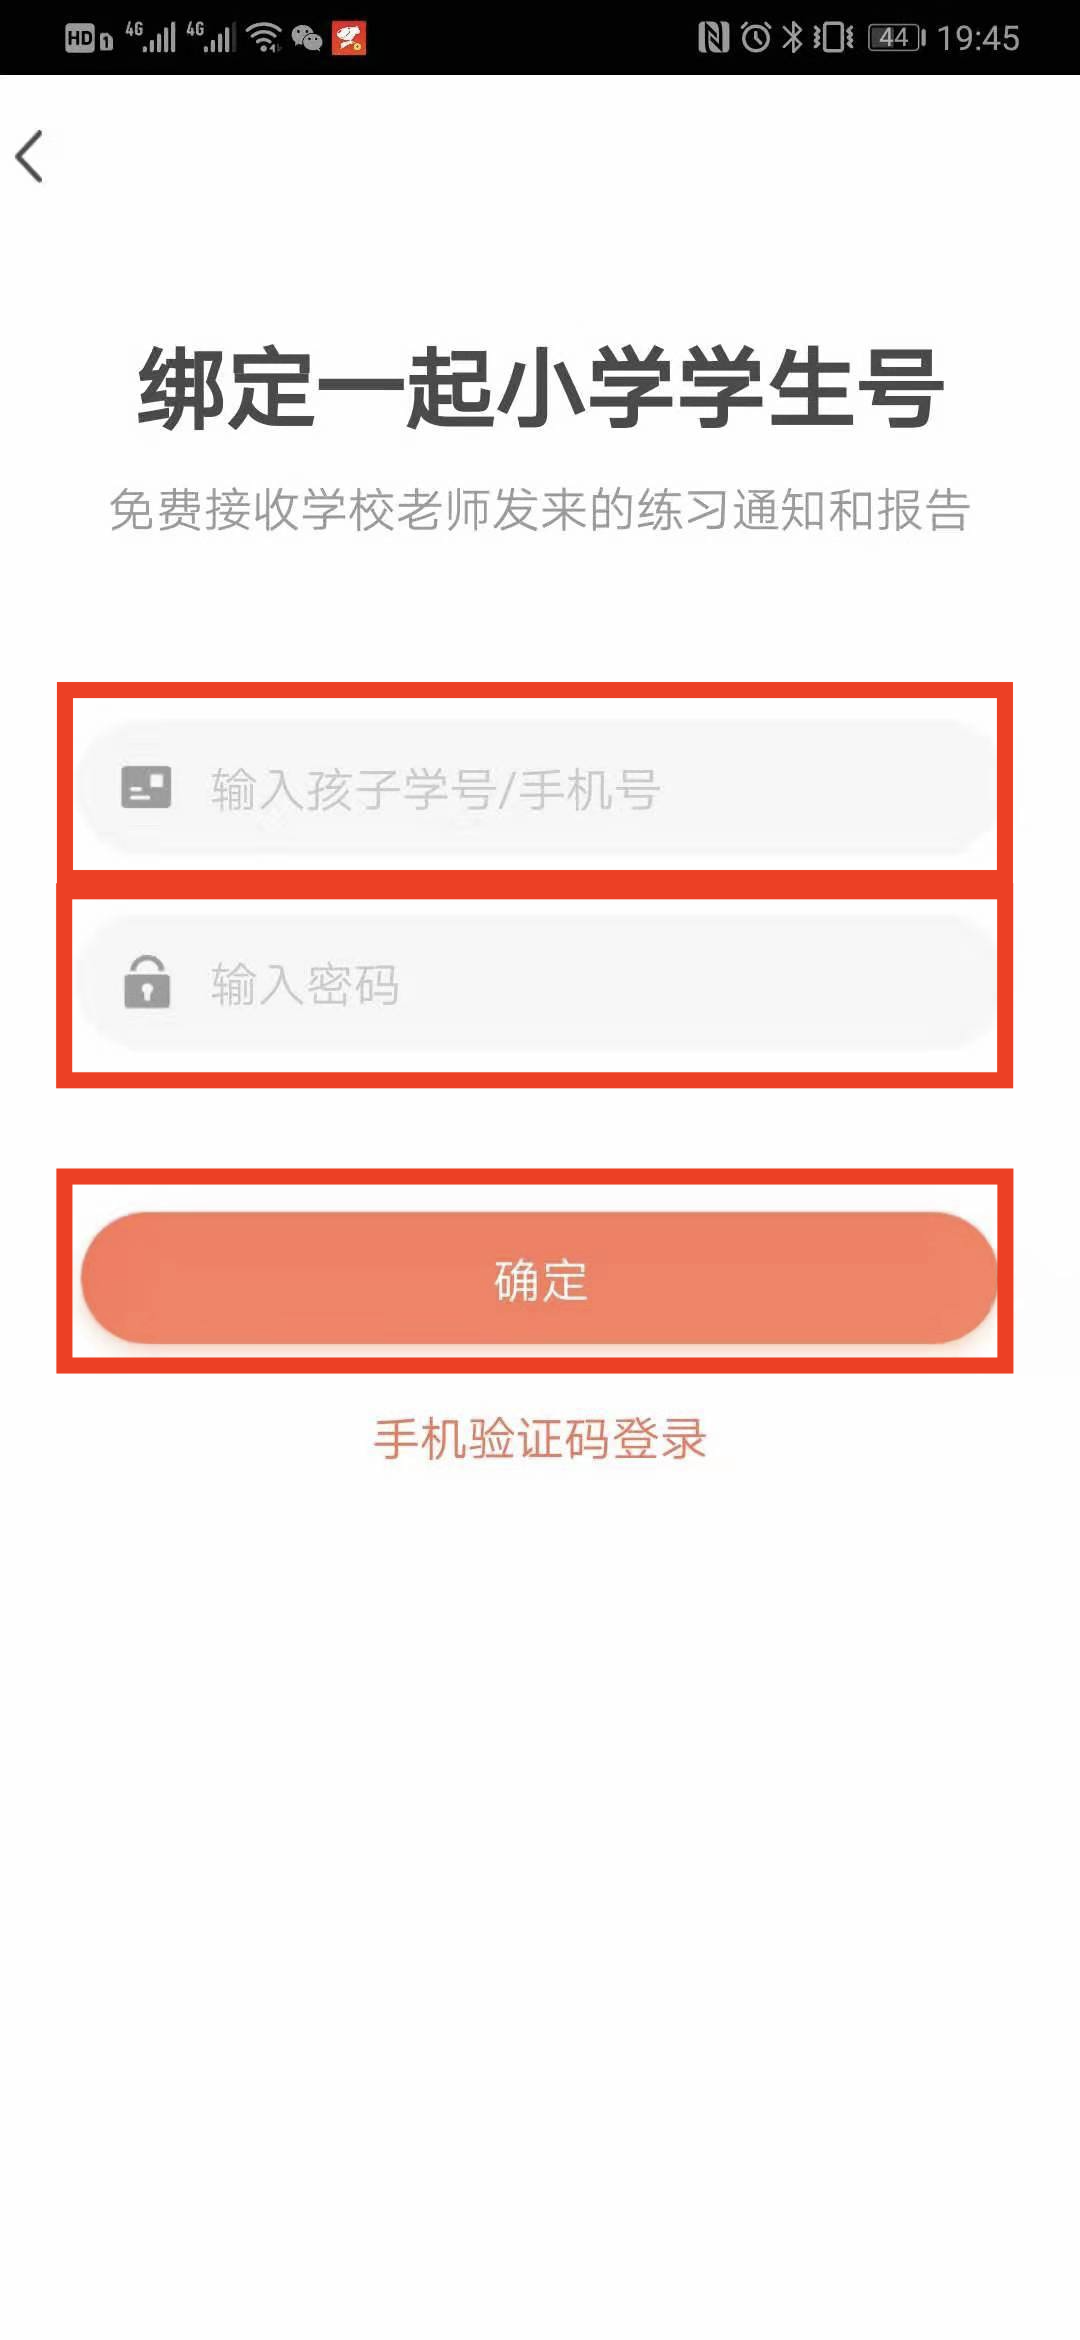 HD 1 4G 4G 44 19:45
绑定一起小学学生号
免费接收学校老师发来的练习通知和报告
输入孩子学号/手机号
输入密码
确定
手机验证码登录